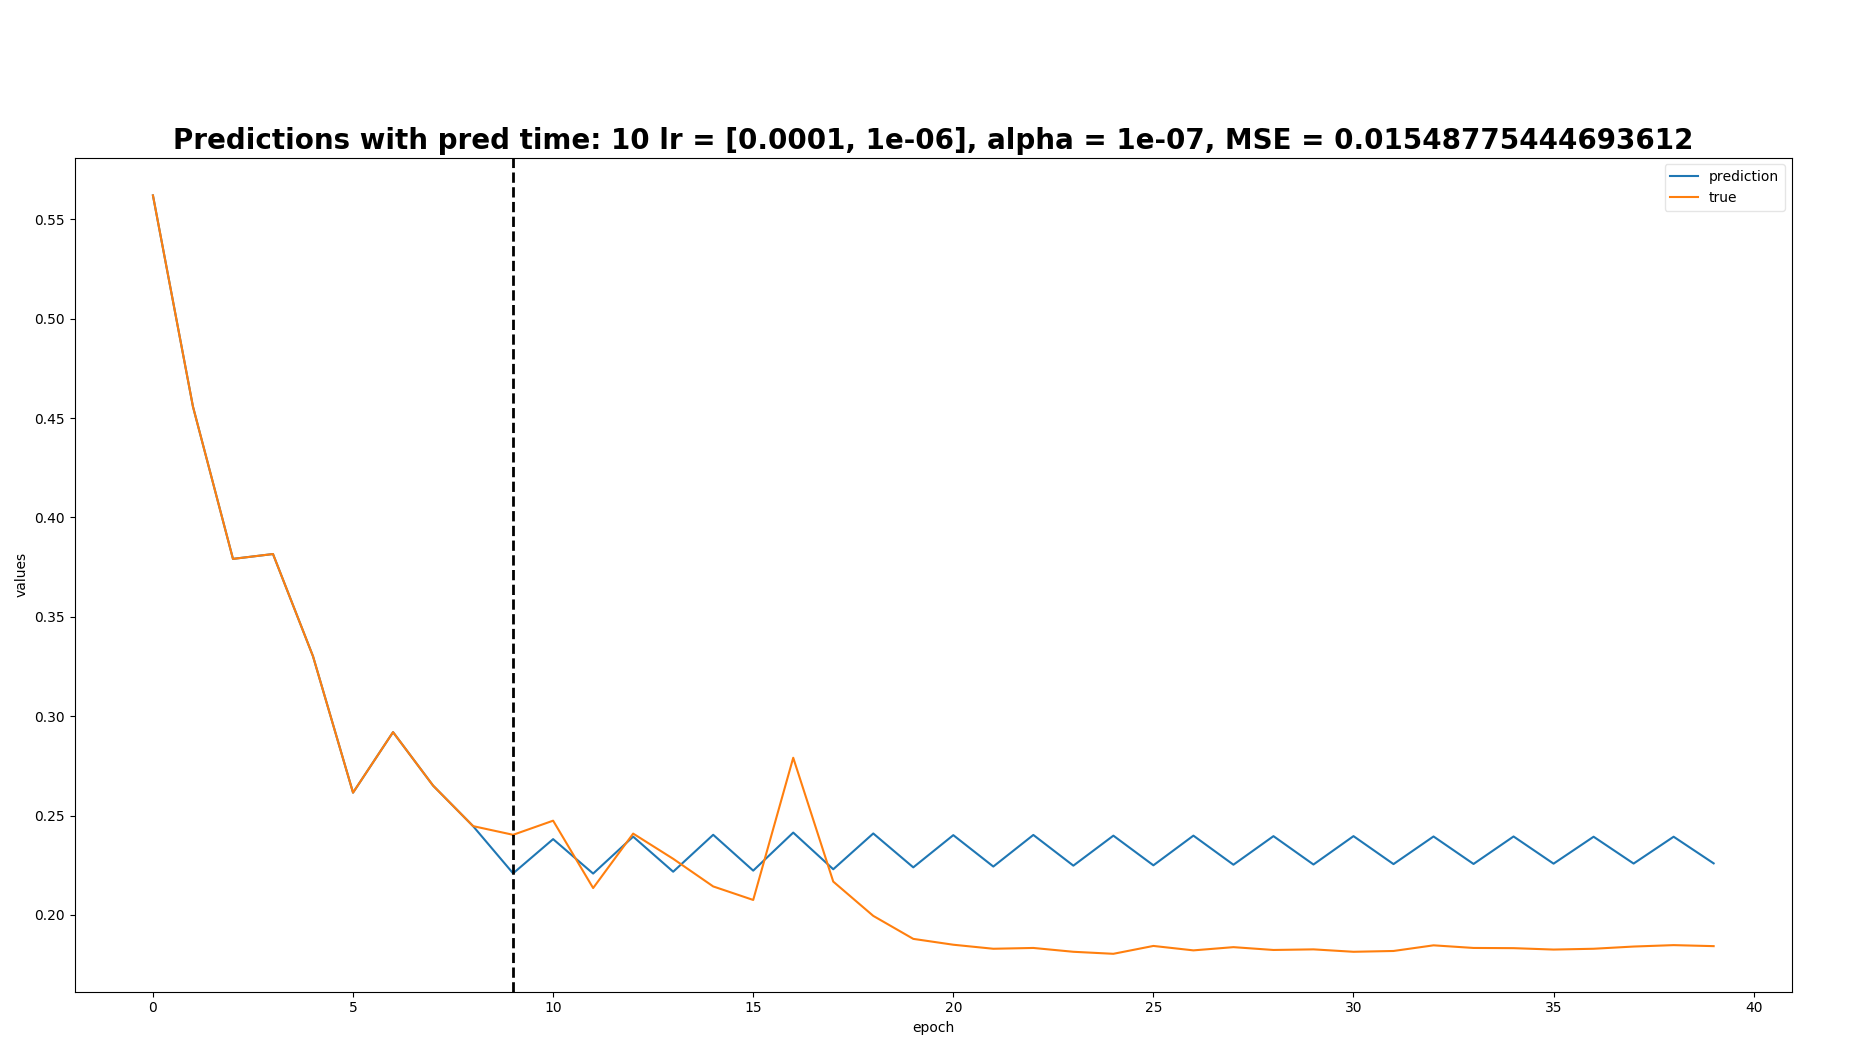 Predictions with pred time: 10 lr = [0.0001, 1e-06], alpha = 1e-07, MSE = 0.01548775444693612
prediction
true
0.55
0.50
0.45
0.40
0.35
0.30
0.25
0.20
values
0 5 10 15 20 25 30 35 40
epoch